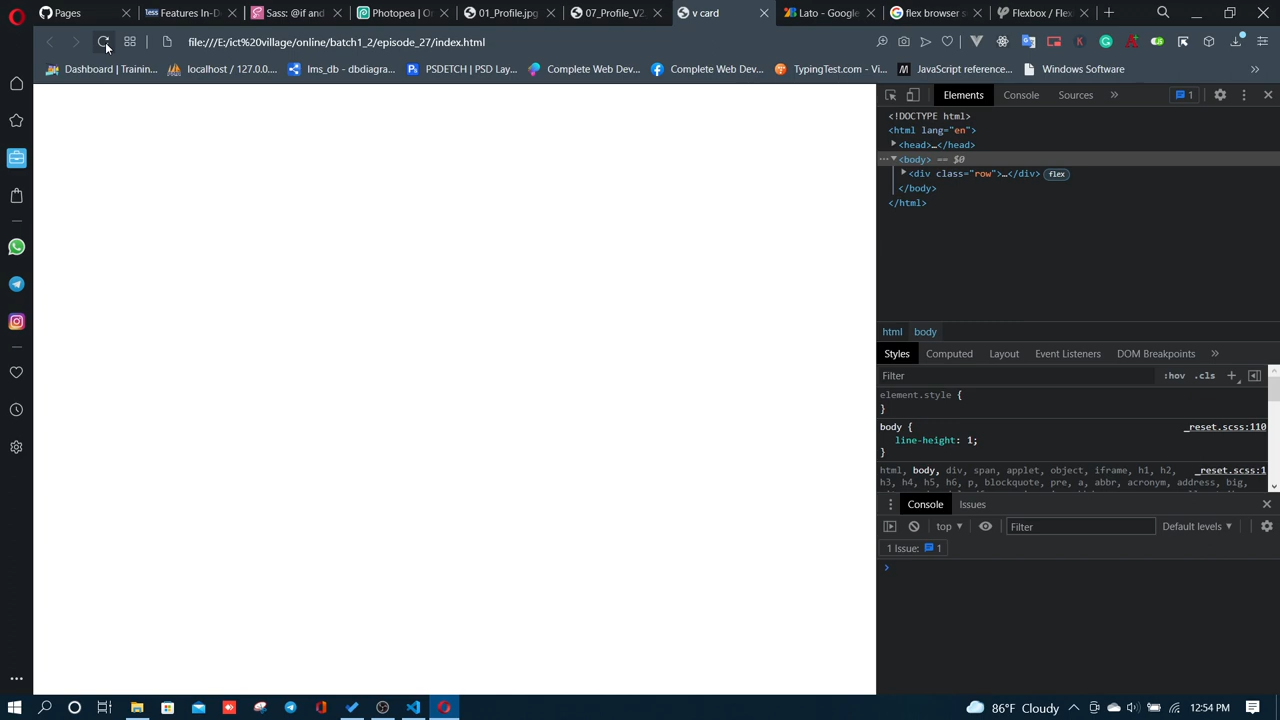 Pages
less Features In-De
Sass: @if and
Photopea | On
01_Profile.jpg
07_Profile_V2.
v card
Lato - Google
flex browser s
Flexbox / Flex
file:///E:/ict%20village/online/batch1_2/episode_27/index.html
Dashboard | Trainin...
localhost / 127.0.0....
lms_db - dbdiagra...
PSDETCH | PSD Lay...
Complete Web Dev...
Complete Web Dev...
TypingTest.com - Vi...
JavaScript reference...
Windows Software
Elements
Console
Sources
1
<!DOCTYPE html>
<html lang="en">
<head>…</head>
<body> == $0
<div class="row">…</div> flex
</body>
</html>
html body
Styles
Computed
Layout
Event Listeners
DOM Breakpoints
Filter
:hov .cls
element.style {
}
body {
_reset.scss:110
line-height: 1;
}
html, body, div, span, applet, object, iframe, h1, h2,
_reset.scss:1
h3, h4, h5, h6, p, blockquote, pre, a, abbr, acronym, address, big,
Console
Issues
top
Filter
Default levels
1 Issue: 1
86°F Cloudy
12:54 PM